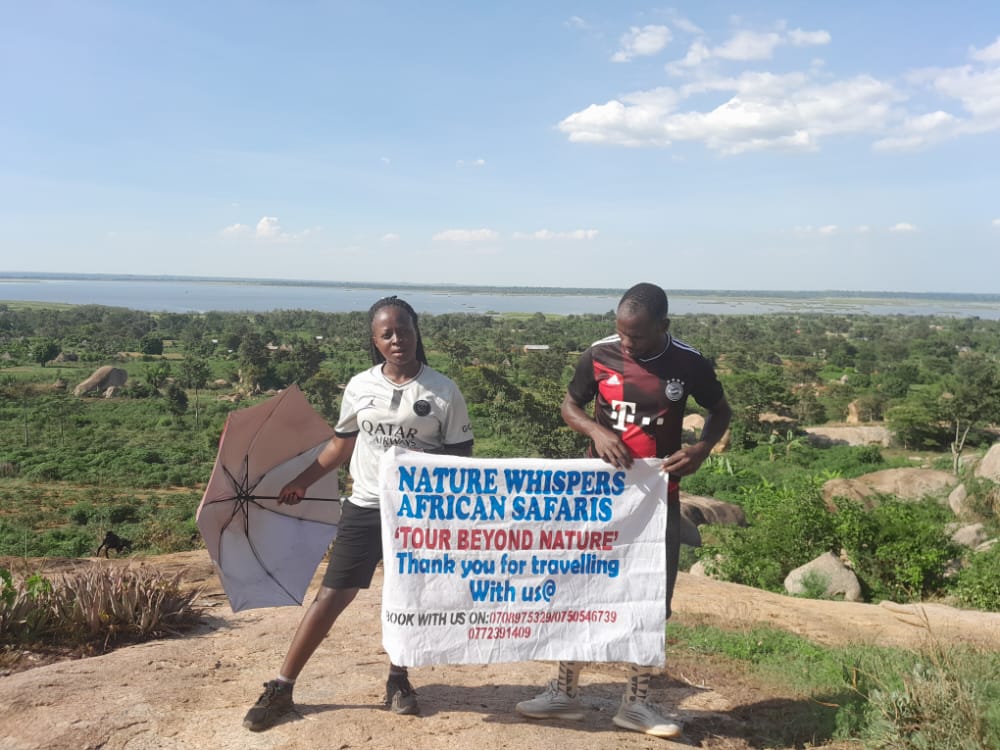 QATAR
AIRWAYS
T
NATURE WHISPERS
AFRICAN SAFARIS
'TOUR BEYOND NATURE'
Thank you for travelling
With us@
BOOK WITH US ON:0708975329/0750546739
0772391409